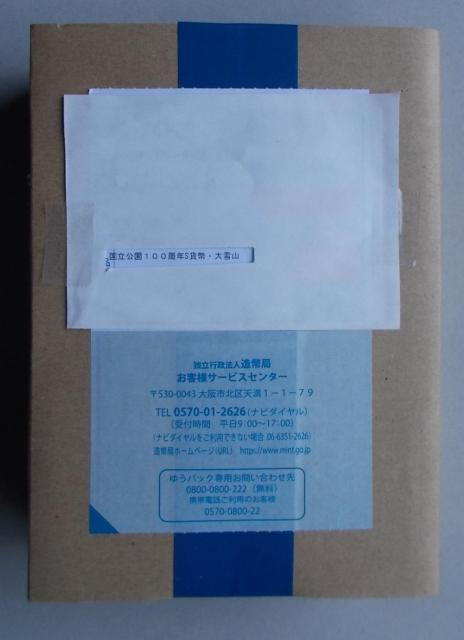 国立公園１００周年S貨幣・大雪山
独立行政法人造幣局
お客様サービスセンター
〒530-0043 大阪市北区天満１－１－７９
TEL 0570-01-2626(ナビダイヤル)
(受付時間　平日9：00～17：00)
(ナビダイヤルをご利用できない場合 06-6351-2626)
造幣局ホームページ(URL)　https://www.mint.go.jp
ゆうパック専用お問い合わせ先
0800-0800-222（無料）
携帯電話ご利用のお客様
0570-0800-22